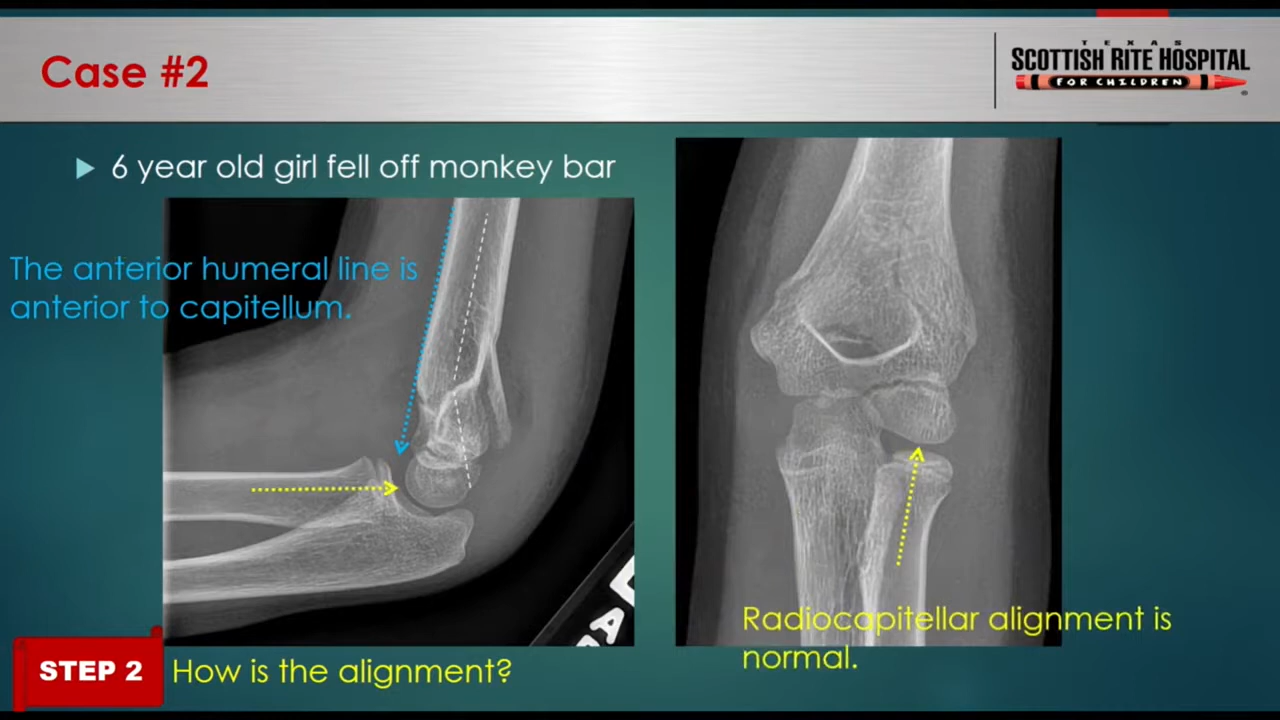 Case #2
TEXAS
SCOTTISH RITE HOSPITAL
FOR CHILDREN
®
6 year old girl fell off monkey bar
The anterior humeral line is
anterior to capitellum.
Radiocapitellar alignment is
normal.
STEP 2
How is the alignment?